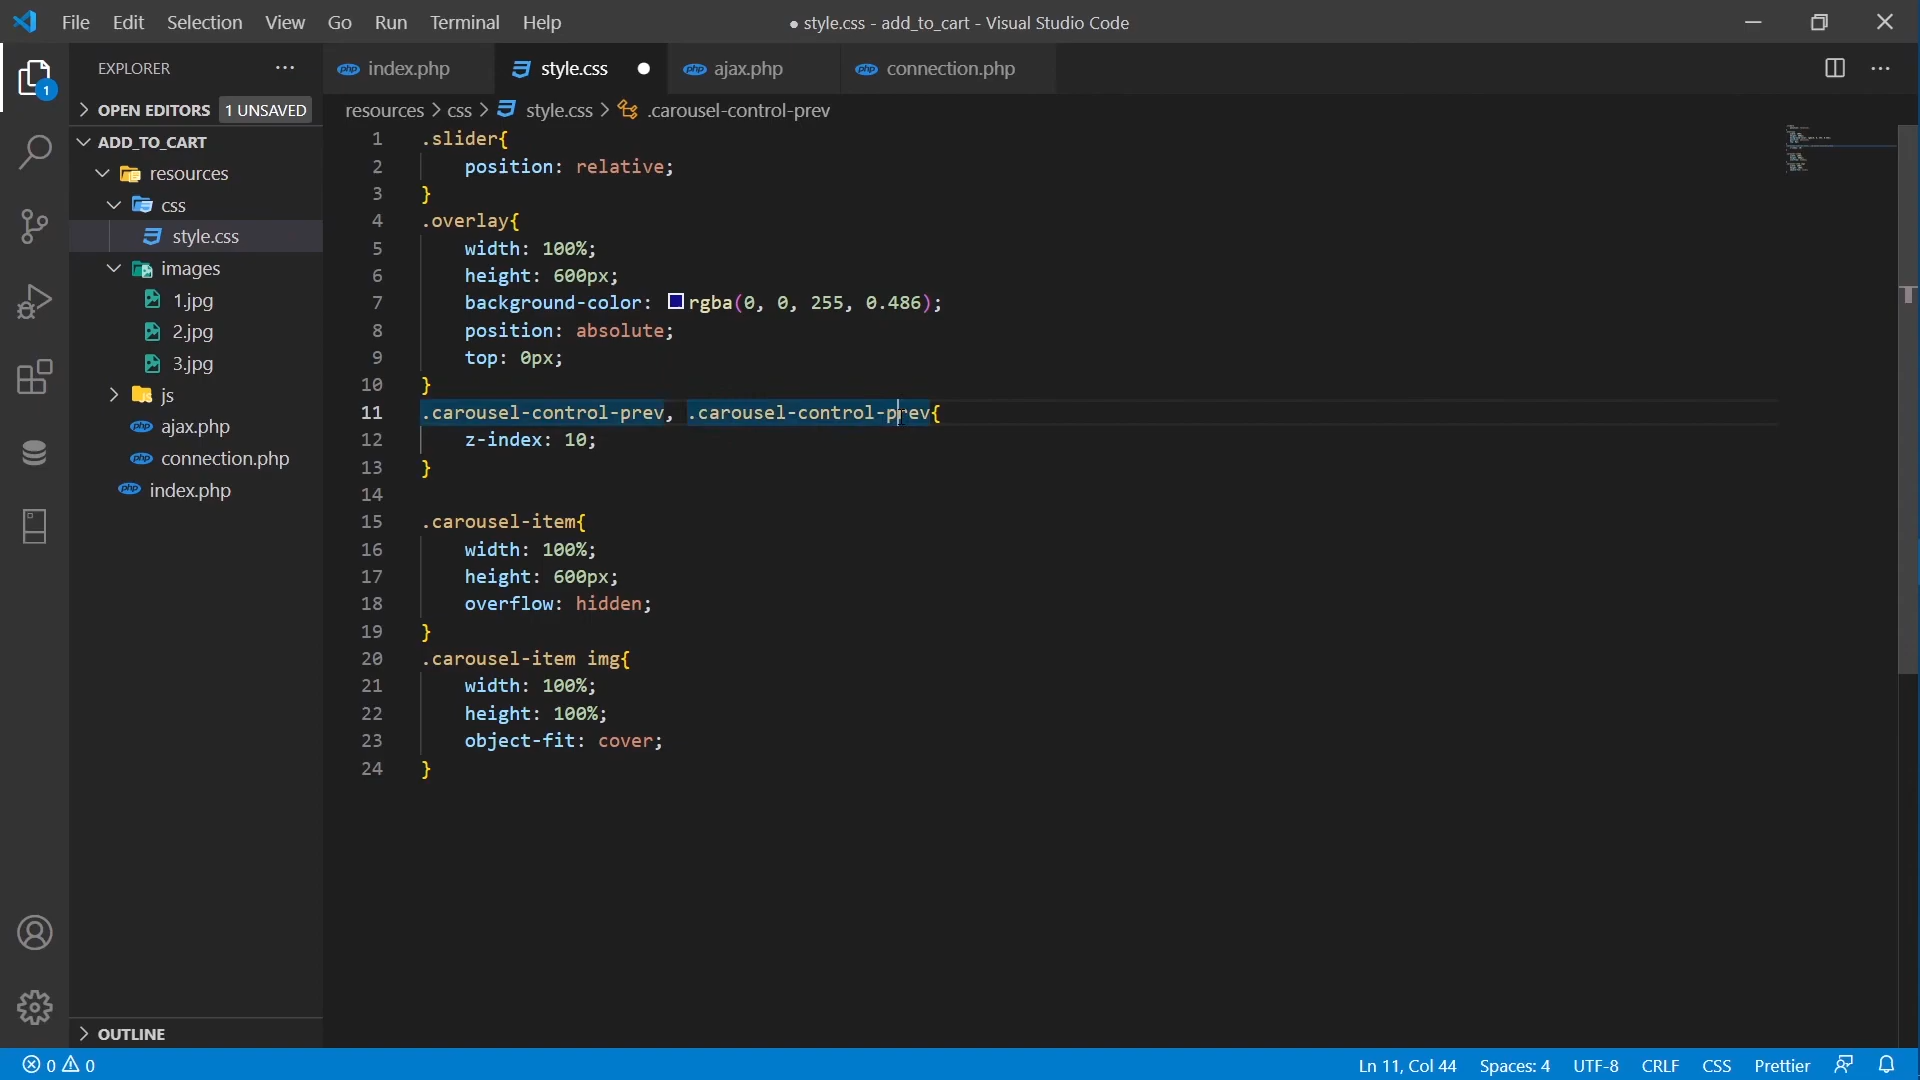 File Edit Selection View Go Run Terminal Help
● style.css - add_to_cart - Visual Studio Code
1
EXPLORER
OPEN EDITORS 1 UNSAVED
ADD_TO_CART
resources
css
style.css
images
1.jpg
2.jpg
3.jpg
js
php ajax.php
php connection.php
php index.php
OUTLINE
php index.php
style.css ●
php ajax.php
php connection.php
resources > css > style.css > .carousel-control-prev
1 .slider{
2 position: relative;
3 }
4 .overlay{
5 width: 100%;
6 height: 600px;
7 background-color: rgba(0, 0, 255, 0.486);
8 position: absolute;
9 top: 0px;
10 }
11 .carousel-control-prev, .carousel-control-prev{
12 z-index: 10;
13 }
14
15 .carousel-item{
16 width: 100%;
17 height: 600px;
18 overflow: hidden;
19 }
20 .carousel-item img{
21 width: 100%;
22 height: 100%;
23 object-fit: cover;
24 }
0 0
Ln 11, Col 44 Spaces: 4 UTF-8 CRLF CSS Prettier